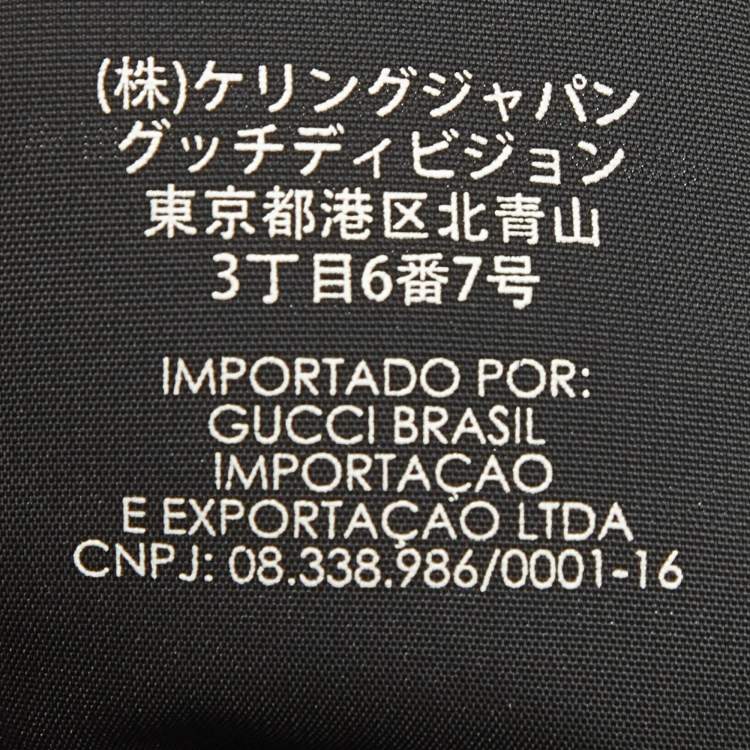 (株)ケリングジャパン
グッチディビジョン
東京都港区北青山
3丁目6番7号
IMPORTADO POR:
GUCCI BRASIL
IMPORTAÇAO
E EXPORTAÇAO LTDA
CNPJ: 08.338.986/0001-16